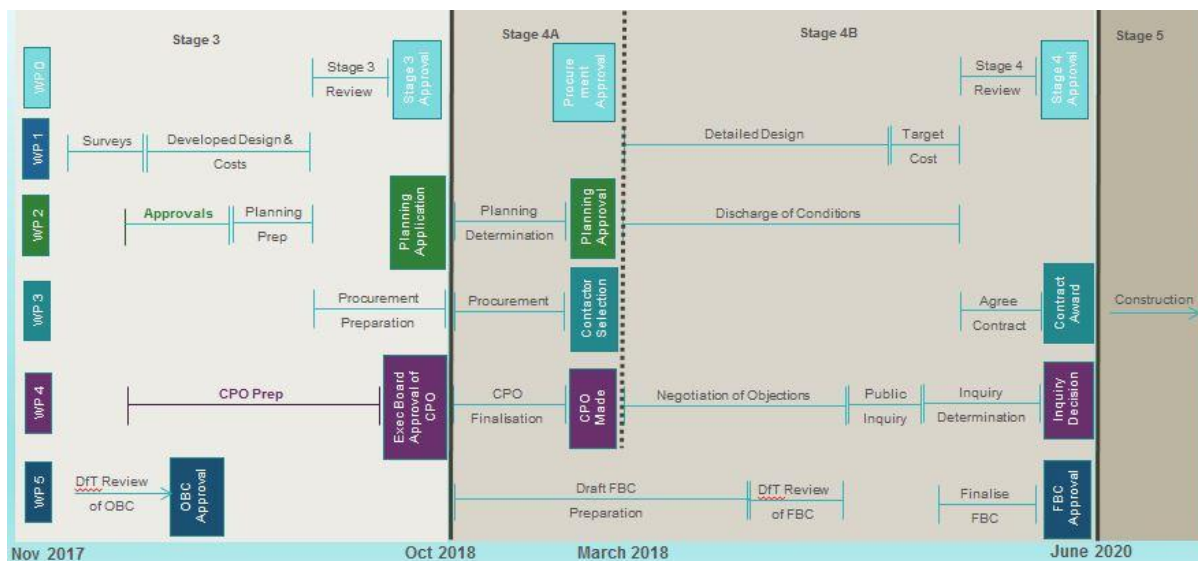 Stage 3
Stage 4A
Stage 4B
Stage 5
WP 0
Stage 3
Review
Stage 3
Approval
Procure
ment
Approval
Stage 4
Review
Stage 4
Approval
WP 1
Surveys
Developed Design &
Costs
Detailed Design
Target
Cost
WP 2
Approvals
Planning
Prep
Planning
Application
Planning
Determination
Planning
Approval
Discharge of Conditions
WP 3
Procurement
Preparation
Procurement
Contactor
Selection
Agree
Contract
Contract
Award
Construction
WP 4
CPO Prep
Exec Board
Approval of
CPO
CPO
Finalisation
CPO
Made
Negotiation of Objections
Public
Inquiry
Inquiry
Determination
Inquiry
Decision
WP 5
DfT Review
of OBC
OBC
Approval
Draft FBC
Preparation
DfT Review
of FBC
Finalise
FBC
FBC
Approval
Nov 2017
Oct 2018
March 2018
June 2020